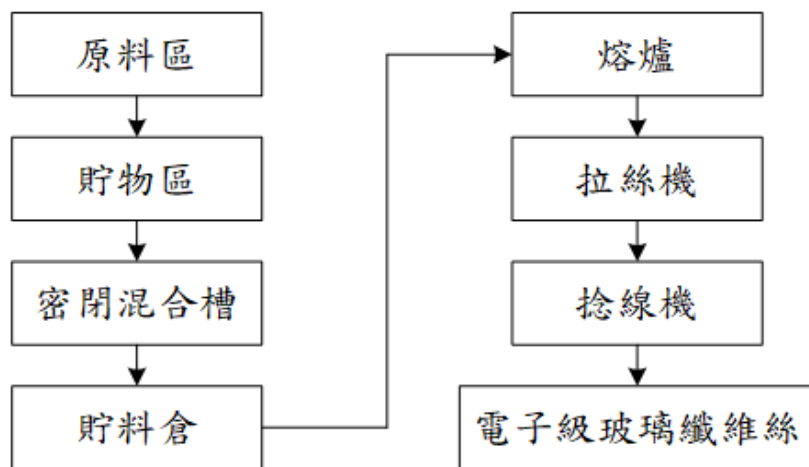 原料區
貯物區
密閉混合槽
貯料倉
熔爐
拉絲機
捻線機
電子級玻璃纖維絲